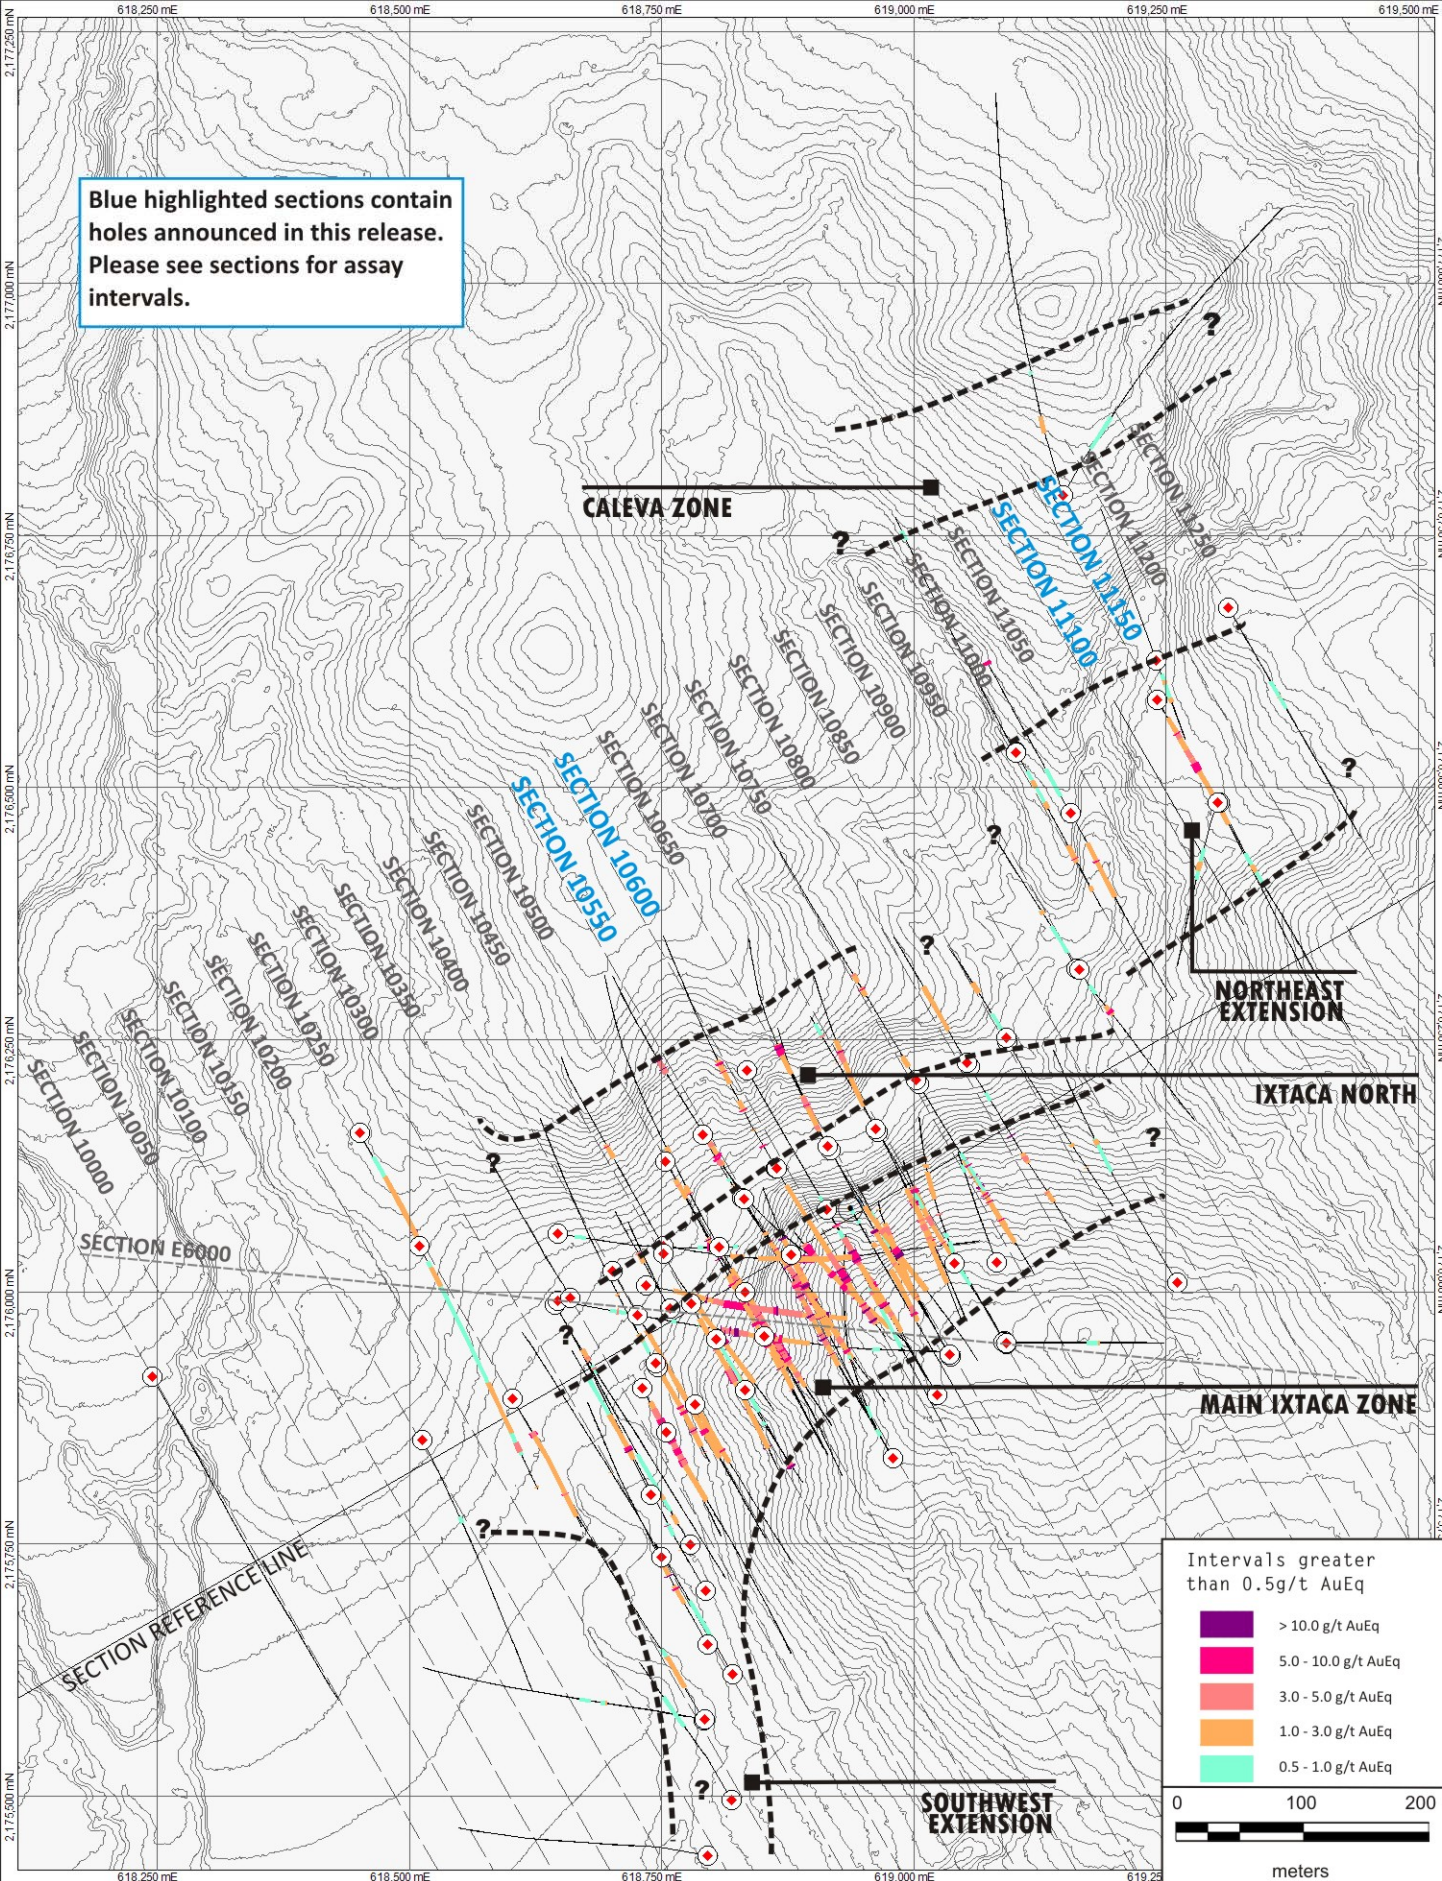 618,250 mE
618,500 mE
618,750 mE
619,000 mE
619,250 mE
619,500 mE
2,177,250 mN
Blue highlighted sections contain
holes announced in this release.
Please see sections for assay
intervals.
2,177,000 mN
?
SECTION 11250
SECTION 11200
SECTION 11150
SECTION 11100
CALEVA ZONE
?
2,176,750 mN
SECTION 11050
SECTION 11000
SECTION 10950
SECTION 10900
SECTION 10850
SECTION 10800
SECTION 10750
SECTION 10700
SECTION 10650
SECTION 10600
SECTION 10550
SECTION 10500
SECTION 10450
SECTION 10400
SECTION 10350
SECTION 10300
SECTION 10250
SECTION 10200
SECTION 10150
SECTION 10100
SECTION 10050
SECTION 10000
?
2,176,500 mN
?
?
NORTHEAST
EXTENSION
2,176,250 mN
IXTACA NORTH
?
?
SECTION E6000
2,176,000 mN
?
MAIN IXTACA ZONE
?
2,175,750 mN
SECTION REFERENCE LINE
?
SOUTHWEST
EXTENSION
2,175,500 mN
Intervals greater
than 0.5g/t AuEq
> 10.0 g/t AuEq
5.0 - 10.0 g/t AuEq
3.0 - 5.0 g/t AuEq
1.0 - 3.0 g/t AuEq
0.5 - 1.0 g/t AuEq
0
100
200
meters
618,250 mE
618,500 mE
618,750 mE
619,000 mE
619,25